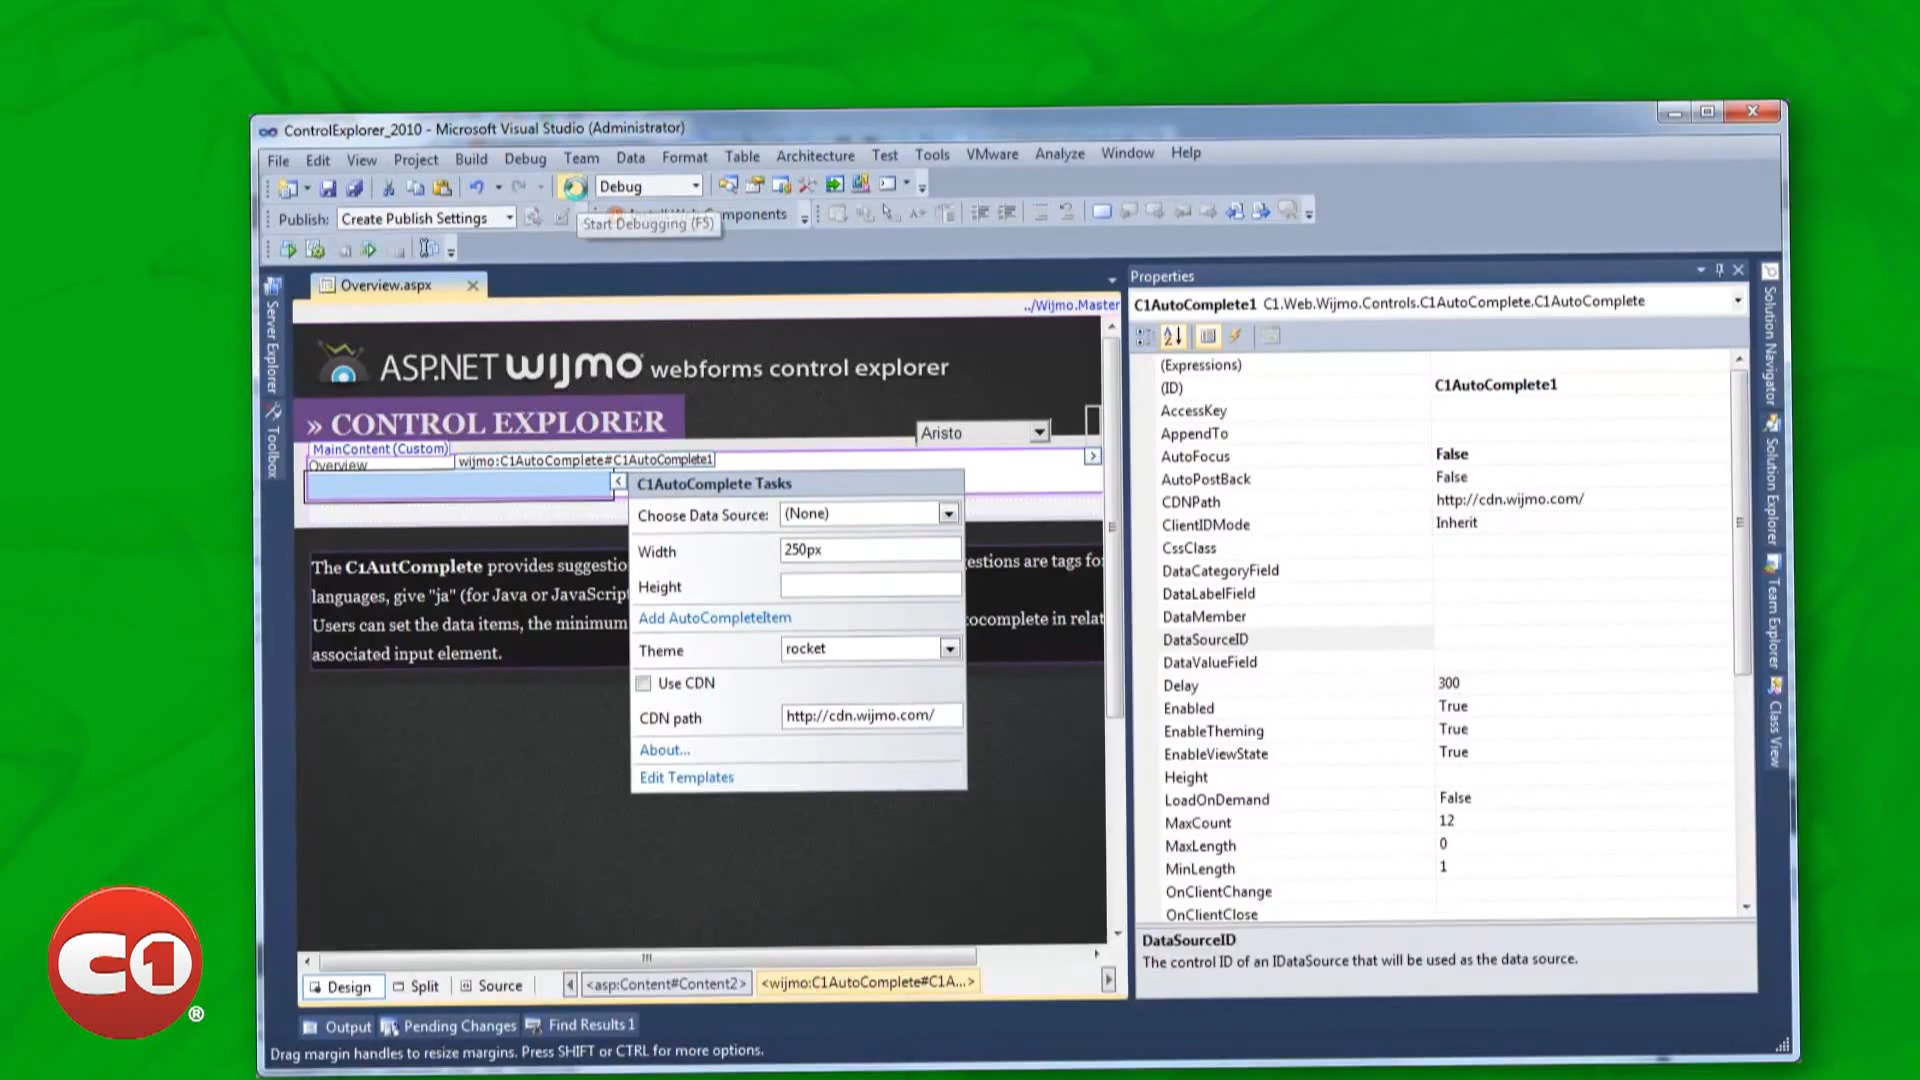 ControlExplorer_2010 - Microsoft Visual Studio (Administrator)
File Edit View Project Build Debug Team Data Format Table Architecture Test Tools VMware Analyze Window Help
Debug
Publish: Create Publish Settings
mponents
Start Debugging (F5)
Overview.aspx
../Wijmo.Master
ASP.NET wijmo webforms control explorer
» CONTROL EXPLORER
Aristo
MainContent (Custom)
Overview
wijmo:C1AutoComplete#C1AutoComplete1
C1AutoComplete Tasks
Choose Data Source: (None)
Width 250px
Height
Add AutoCompleteItem
Theme rocket
Use CDN
CDN path http://cdn.wijmo.com/
About...
Edit Templates
The C1AutComplete provides suggestio
estions are tags fo
languages, give "ja" (for Java or JavaScrip
Users can set the data items, the minimum
tocomplete in relat
associated input element.
Design Split Source
<asp:Content#Content2> <wijmo:C1AutoComplete#C1A...>
Output Pending Changes Find Results 1
Drag margin handles to resize margins. Press SHIFT or CTRL for more options.
Server Explorer
Toolbox
Properties
C1AutoComplete1 C1.Web.Wijmo.Controls.C1AutoComplete.C1AutoComplete
(Expressions)
(ID) C1AutoComplete1
AccessKey
AppendTo
AutoFocus False
AutoPostBack False
CDNPath http://cdn.wijmo.com/
ClientIDMode Inherit
CssClass
DataCategoryField
DataLabelField
DataMember
DataSourceID
DataValueField
Delay 300
Enabled True
EnableTheming True
EnableViewState True
Height
LoadOnDemand False
MaxCount 12
MaxLength 0
MinLength 1
OnClientChange
OnClientClose
DataSourceID
The control ID of an IDataSource that will be used as the data source.
Solution Navigator
Solution Explorer
Team Explorer
Class View
C1®